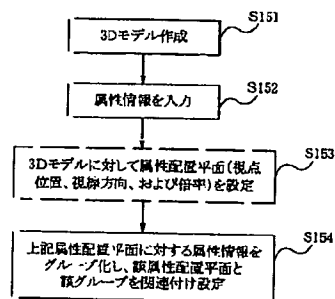 S151
3Dモデル作成
S152
属性情報を入力
S153
3Dモデルに対して属性配置平面(視点
位置、視線方向、および倍率)を設定
S154
上記属性配置平面に対する属性情報を
グループ化し、該属性配置平面と
該グループを関連付け設定